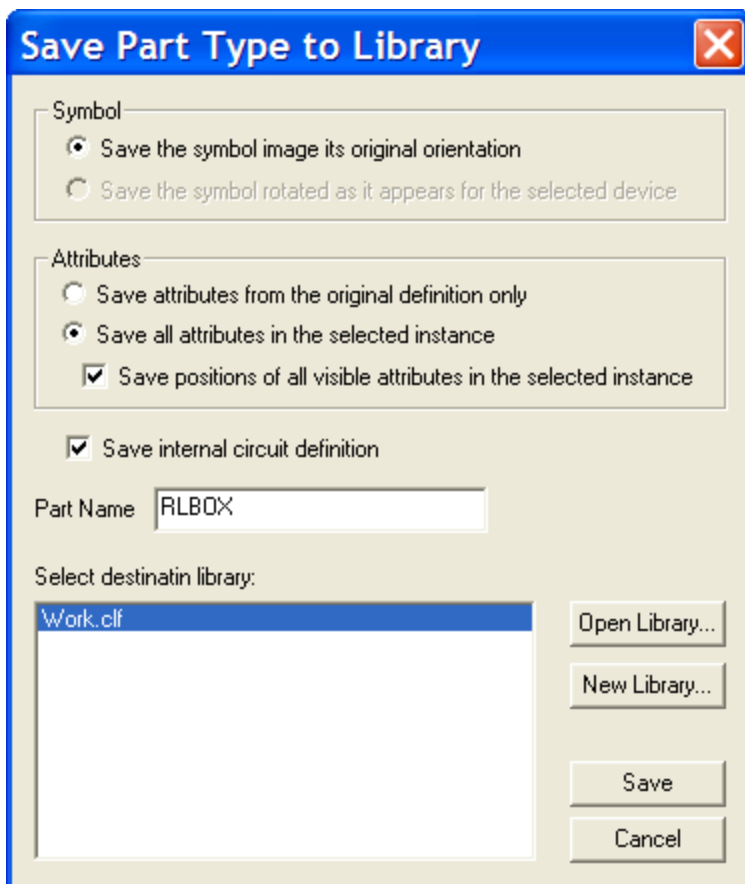 Save Part Type to Library
Symbol
Save the symbol image its original orientation
Save the symbol rotated as it appears for the selected device
Attributes
Save attributes from the original definition only
Save all attributes in the selected instance
Save positions of all visible attributes in the selected instance
Save internal circuit definition
Part Name RLBOX
Select destinatin library:
Work.clf
Open Library...
New Library...
Save
Cancel